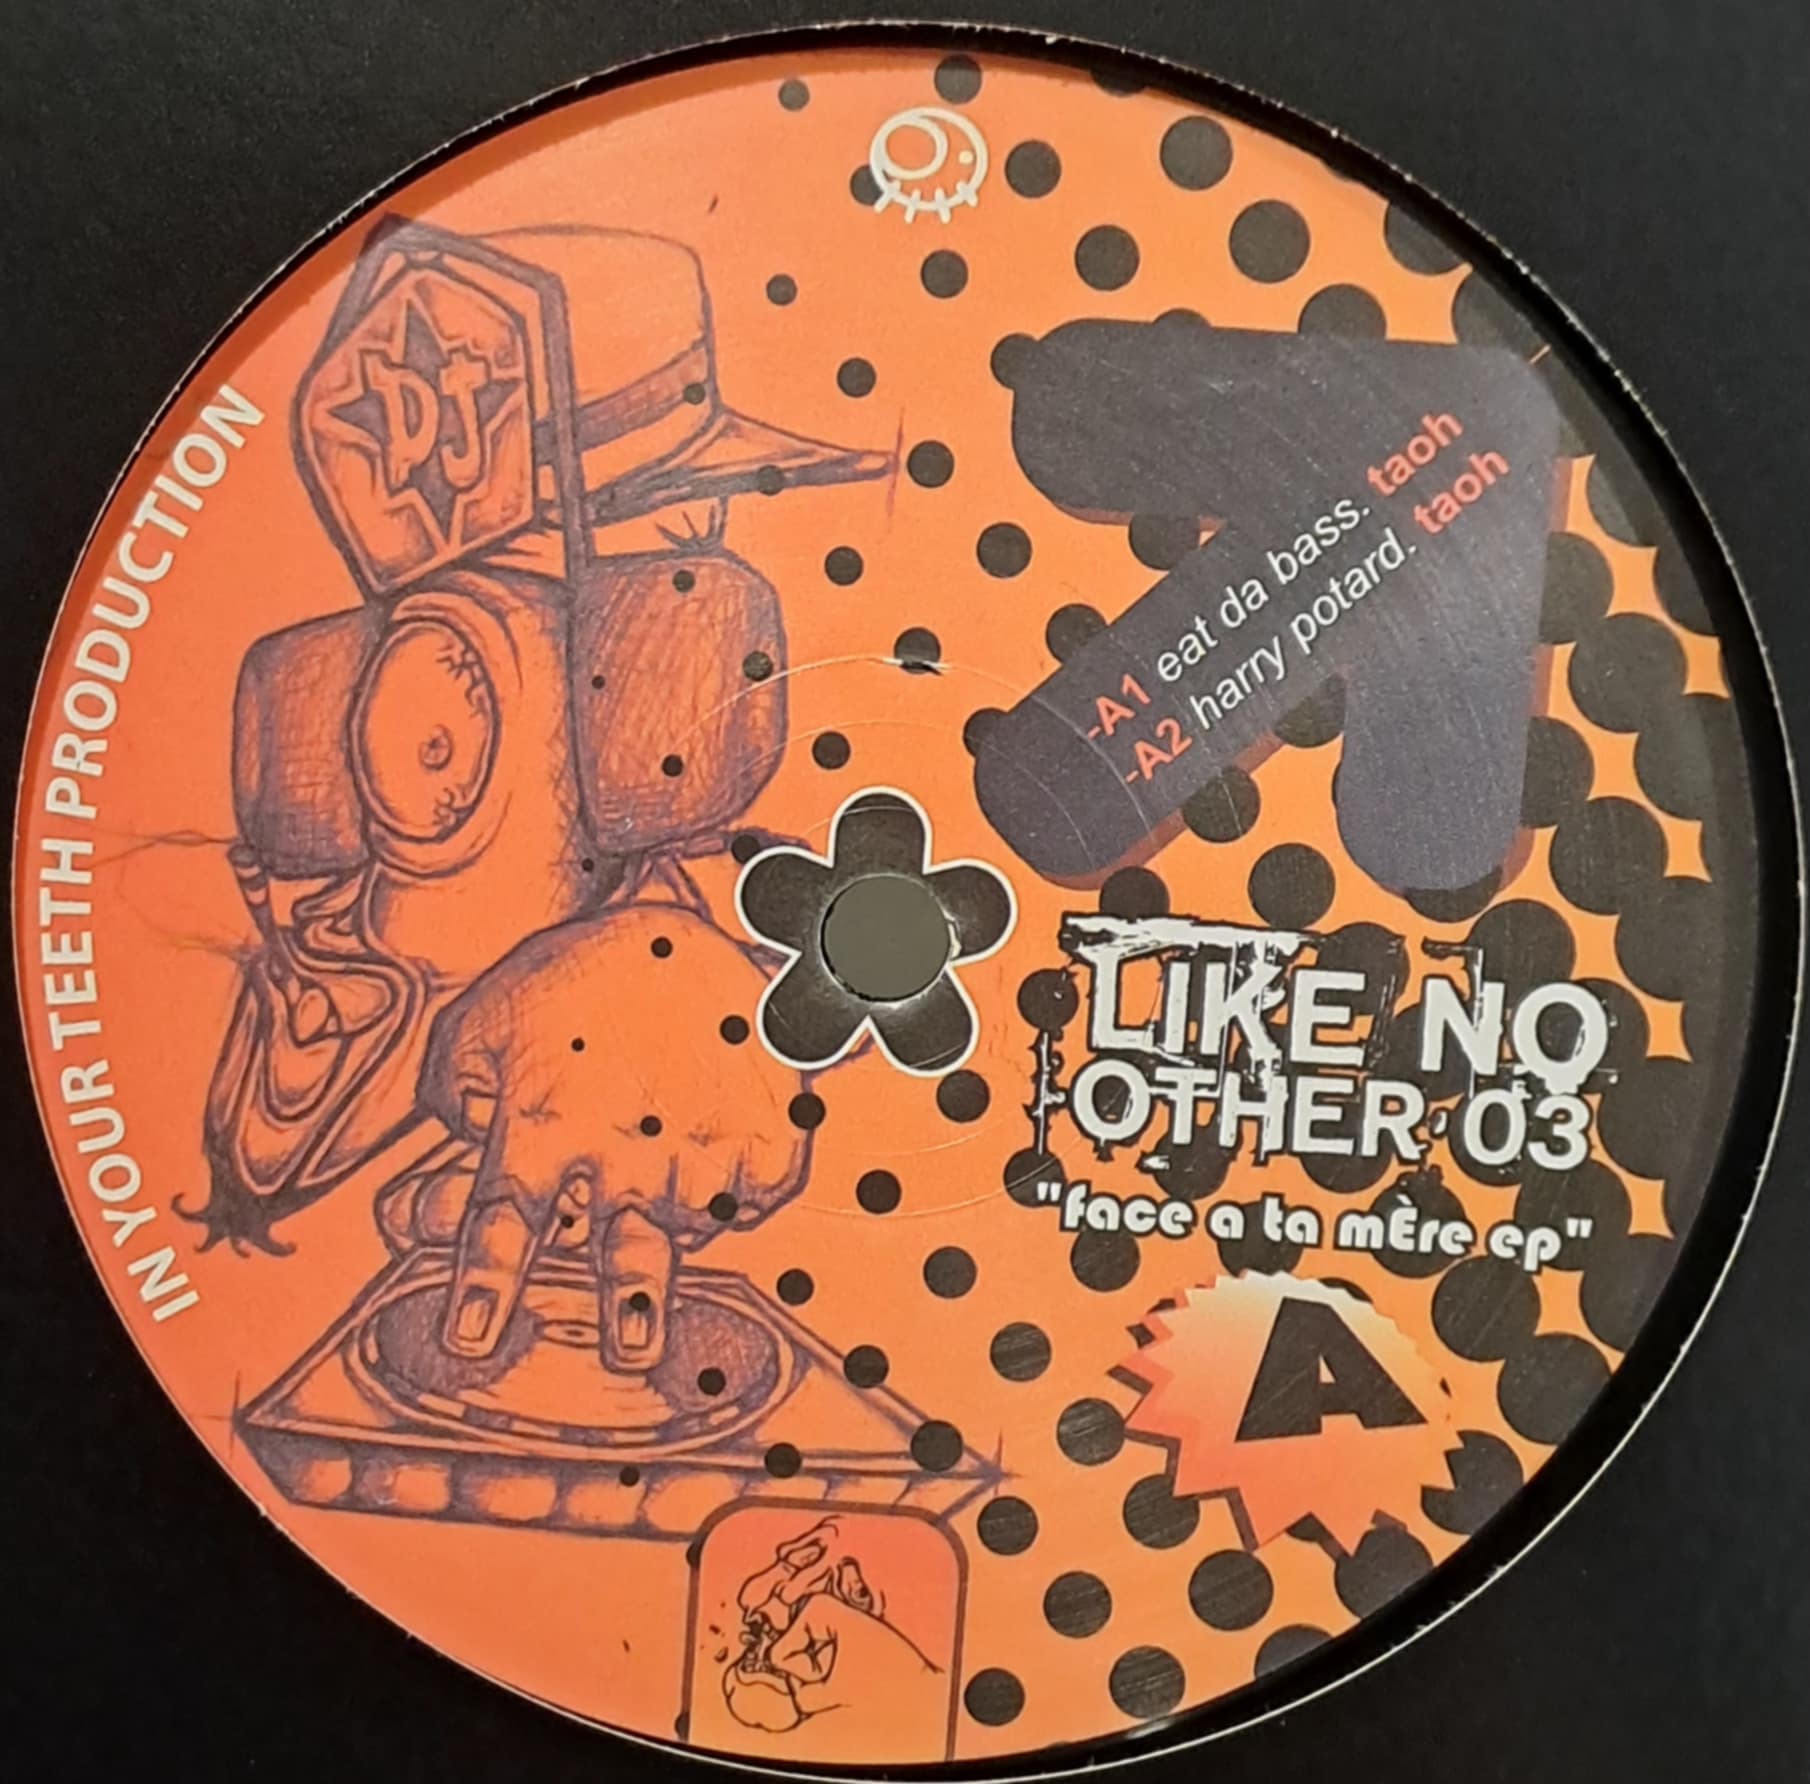 DJ
IN YOUR TEETH PRODUCTION
-A1 eat da bass. taoh
-A2 harry potard. taoh
LIKE NO
OTHER 03
"face a ta mÈre ep"
A